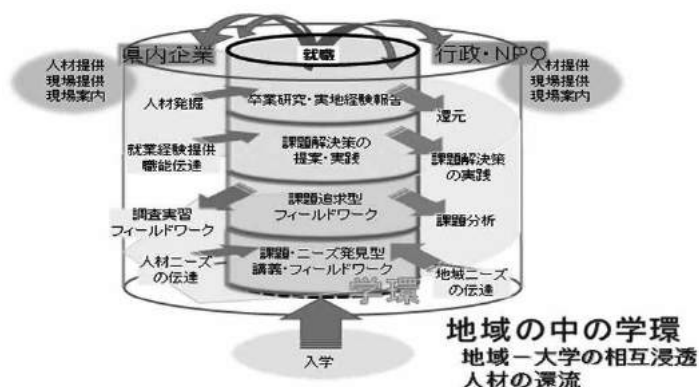 就職
県内企業
行政・NPO
人材提供
現場提供
現場案内
人材提供
現場提供
現場案内
人材発掘
卒業研究・実地経験報告
還元
就業経験提供
職能伝達
課題解決策の
提案・実践
課題解決策
の実践
調査実習
フィールドワーク
課題追求型
フィールドワーク
課題分析
人材ニーズ
の伝達
課題・ニーズ発見型
講義・フィールドワーク
地域ニーズ
の伝達
学環
入学
地域の中の学環
地域－大学の相互浸透
人材の還流